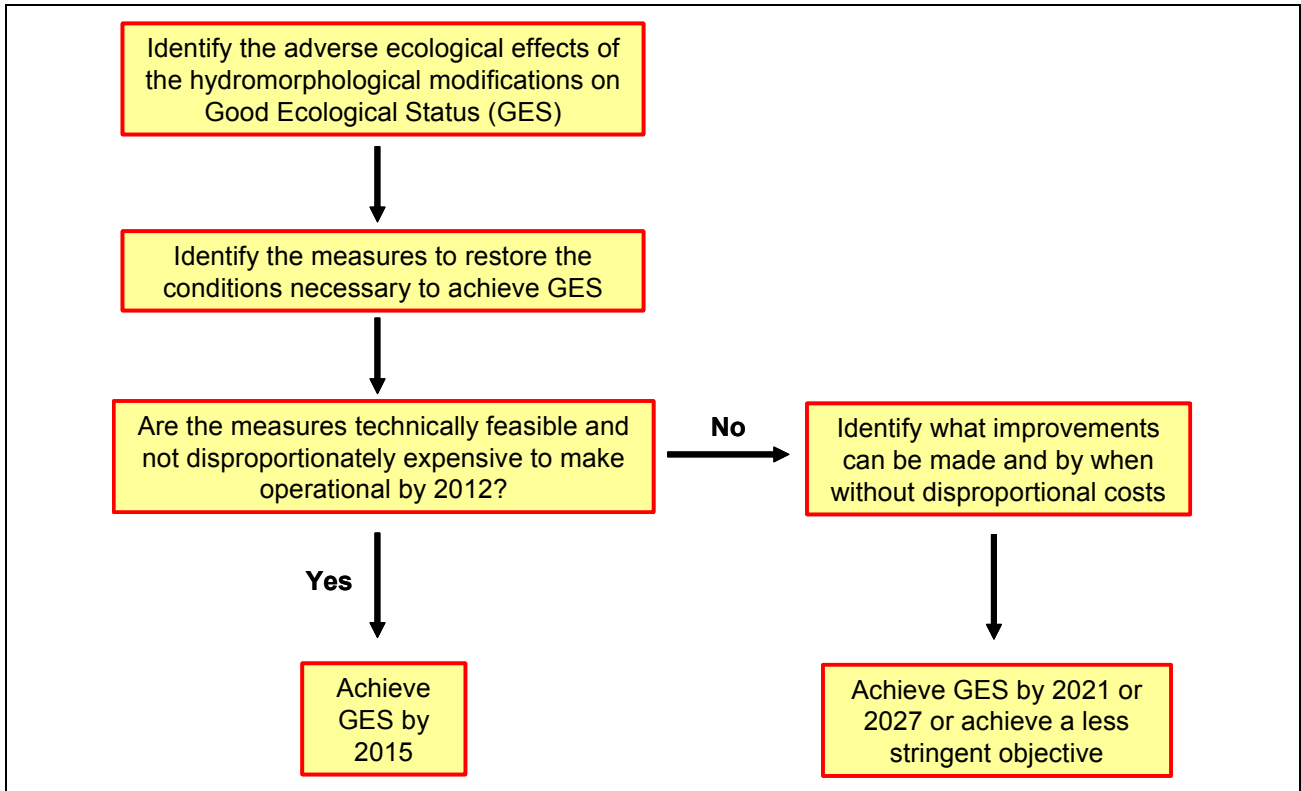 Identify the adverse ecological effects of
the hydromorphological modifications on
Good Ecological Status (GES)
Identify the measures to restore the
conditions necessary to achieve GES
Are the measures technically feasible and
not disproportionately expensive to make
operational by 2012?
No
Identify what improvements
can be made and by when
without disproportional costs
Yes
Achieve
GES by
2015
Achieve GES by 2021 or
2027 or achieve a less
stringent objective